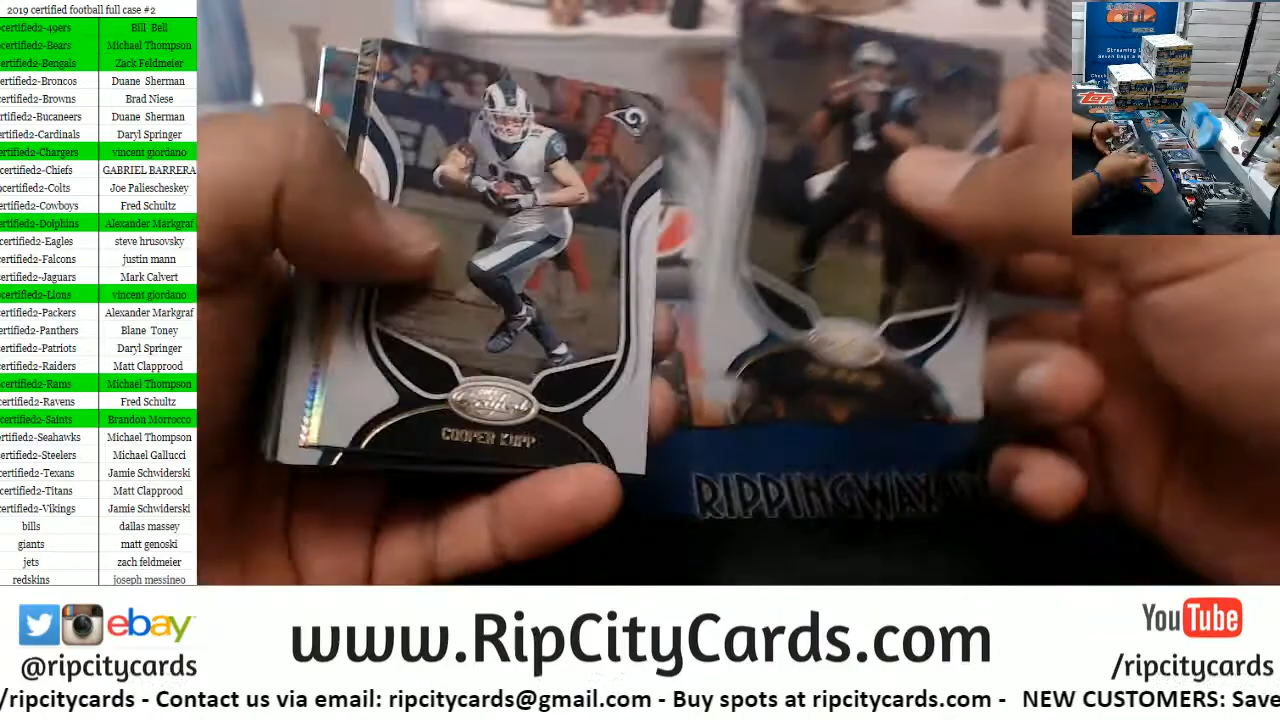 2019 certified football full case #2
certified2-49ers Bill Bell
certified2-Bears Michael Thompson
certified2-Bengals Zack Feldmeier
ertified2-Broncos Duane Sherman
certified2-Browns Brad Niese
ertified2-Bucaneers Duane Sherman
ertified2-Cardinals Daryl Springer
certified2-Chargers vincent giordano
certified2-Chiefs GABRIEL BARRERA
certified2-Colts Joe Paliescheskey
certified2-Cowboys Fred Schultz
ertified2-Dolphins Alexander Markgraf
certified2-Eagles steve hrusovsky
certified2-Falcons justin mann
certified2-Jaguars Mark Calvert
certified2-Lions vincent giordano
certified2-Packers Alexander Markgraf
ertified2-Panthers Blane Toney
certified2-Patriots Daryl Springer
certified2-Raiders Matt Clapprood
certified2-Rams Michael Thompson
certified2-Ravens Fred Schultz
certified2-Saints Brandon Morrocco
ertified2-Seahawks Michael Thompson
certified2-Steelers Michael Gallucci
certified2-Texans Jamie Schwiderski
certified2-Titans Matt Clapprood
certified2-Vikings Jamie Schwiderski
bills dallas massey
giants matt genoski
jets zach feldmeier
redskins joseph messineo
COOPER KUPP
RIPPINGWAX
ebay
@ripcitycards
www.RipCityCards.com
YouTube
/ripcitycards
/ripcitycards - Contact us via email: ripcitycards@gmail.com - Buy spots at ripcitycards.com - NEW CUSTOMERS: Save